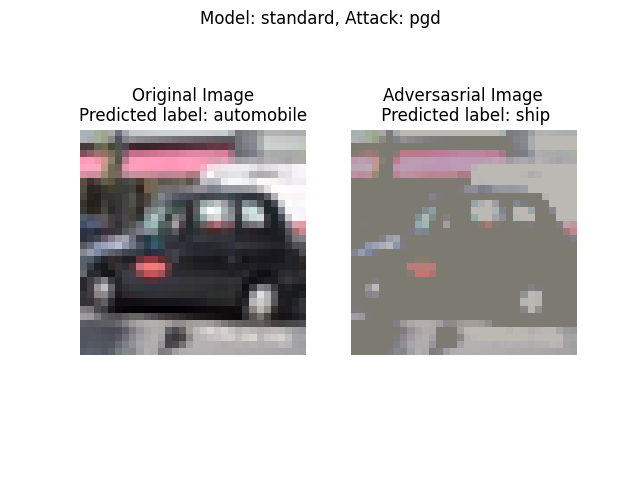 Model: standard, Attack: pgd
Original Image
Predicted label: automobile
Adversasrial Image
Predicted label: ship